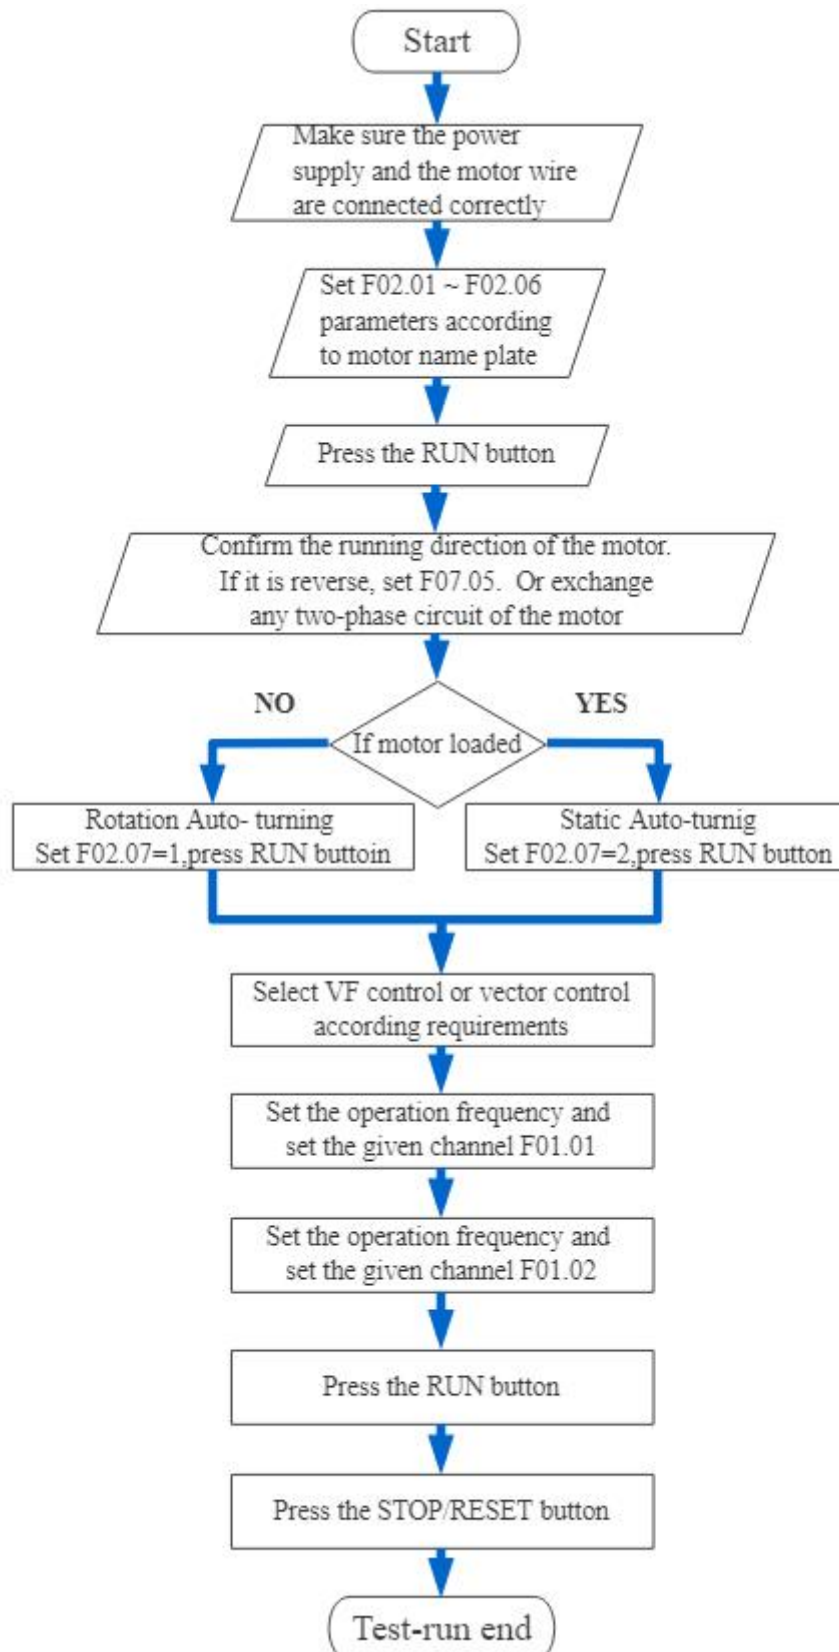 Start
Make sure the power
supply and the motor wire
are connected correctly
Set F02.01 ~ F02.06
parameters according
to motor name plate
Press the RUN button
Confirm the running direction of the motor.
If it is reverse, set F07.05. Or exchange
any two-phase circuit of the motor
NO
YES
If motor loaded
Rotation Auto- turning
Set F02.07=1,press RUN buttoin
Static Auto-turnig
Set F02.07=2,press RUN button
Select VF control or vector control
according requirements
Set the operation frequency and
set the given channel F01.01
Set the operation frequency and
set the given channel F01.02
Press the RUN button
Press the STOP/RESET button
Test-run end